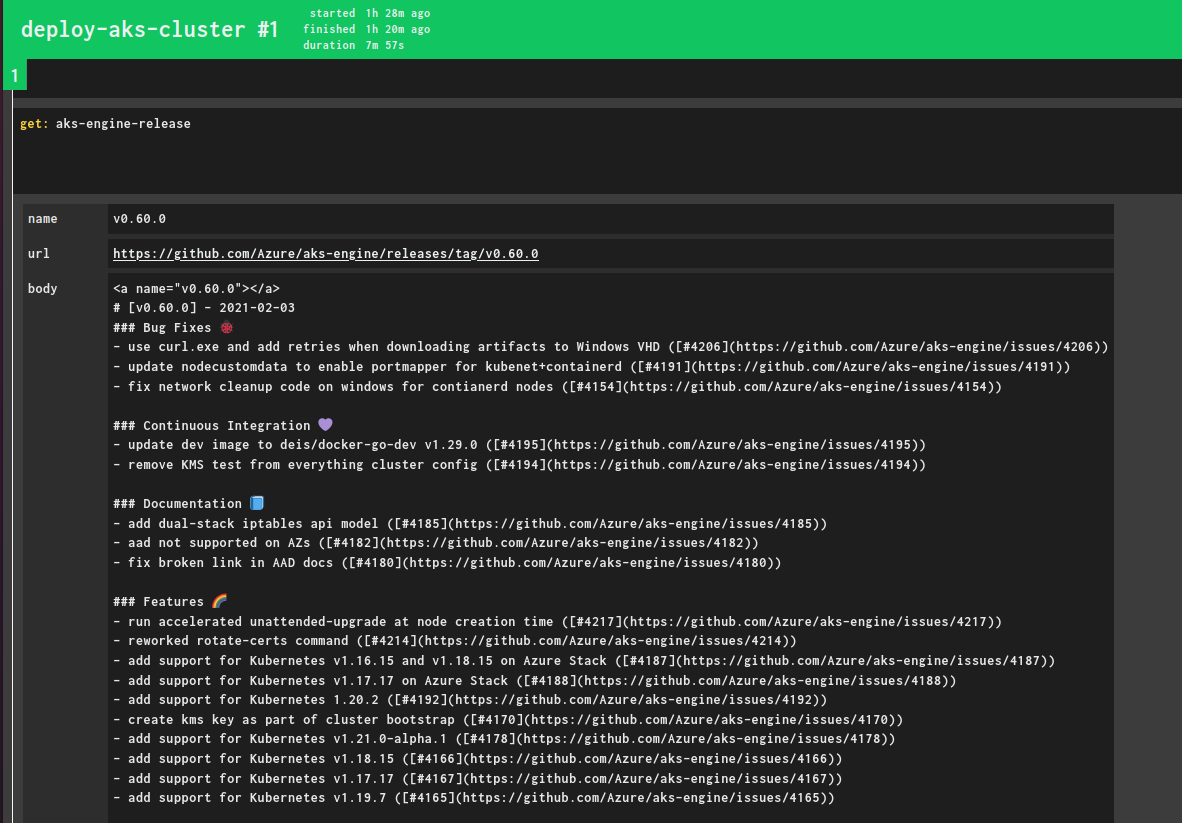 deploy-aks-cluster #1
started 1h 28m ago
finished 1h 20m ago
duration 7m 57s
1
get: aks-engine-release
name v0.60.0
url https://github.com/Azure/aks-engine/releases/tag/v0.60.0
body <a name="v0.60.0"></a>
# [v0.60.0] - 2021-02-03
### Bug Fixes 🐞
- use curl.exe and add retries when downloading artifacts to Windows VHD ([#4206](https://github.com/Azure/aks-engine/issues/4206))
- update nodecustomdata to enable portmapper for kubenet+containerd ([#4191](https://github.com/Azure/aks-engine/issues/4191))
- fix network cleanup code on windows for contianerd nodes ([#4154](https://github.com/Azure/aks-engine/issues/4154))
### Continuous Integration 💜
- update dev image to deis/docker-go-dev v1.29.0 ([#4195](https://github.com/Azure/aks-engine/issues/4195))
- remove KMS test from everything cluster config ([#4194](https://github.com/Azure/aks-engine/issues/4194))
### Documentation 📘
- add dual-stack iptables api model ([#4185](https://github.com/Azure/aks-engine/issues/4185))
- aad not supported on AZs ([#4182](https://github.com/Azure/aks-engine/issues/4182))
- fix broken link in AAD docs ([#4180](https://github.com/Azure/aks-engine/issues/4180))
### Features 🌈
- run accelerated unattended-upgrade at node creation time ([#4217](https://github.com/Azure/aks-engine/issues/4217))
- reworked rotate-certs command ([#4214](https://github.com/Azure/aks-engine/issues/4214))
- add support for Kubernetes v1.16.15 and v1.18.15 on Azure Stack ([#4187](https://github.com/Azure/aks-engine/issues/4187))
- add support for Kubernetes v1.17.17 on Azure Stack ([#4188](https://github.com/Azure/aks-engine/issues/4188))
- add support for Kubernetes 1.20.2 ([#4192](https://github.com/Azure/aks-engine/issues/4192))
- create kms key as part of cluster bootstrap ([#4170](https://github.com/Azure/aks-engine/issues/4170))
- add support for Kubernetes v1.21.0-alpha.1 ([#4178](https://github.com/Azure/aks-engine/issues/4178))
- add support for Kubernetes v1.18.15 ([#4166](https://github.com/Azure/aks-engine/issues/4166))
- add support for Kubernetes v1.17.17 ([#4167](https://github.com/Azure/aks-engine/issues/4167))
- add support for Kubernetes v1.19.7 ([#4165](https://github.com/Azure/aks-engine/issues/4165))